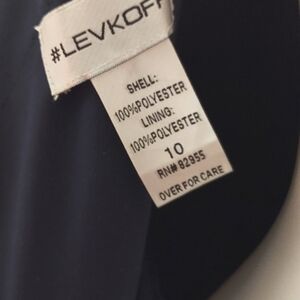 #LEVKOFF
SHELL:
100%POLYESTER
LINING:
100%POLYESTER
10
RN# 82955
OVER FOR CARE